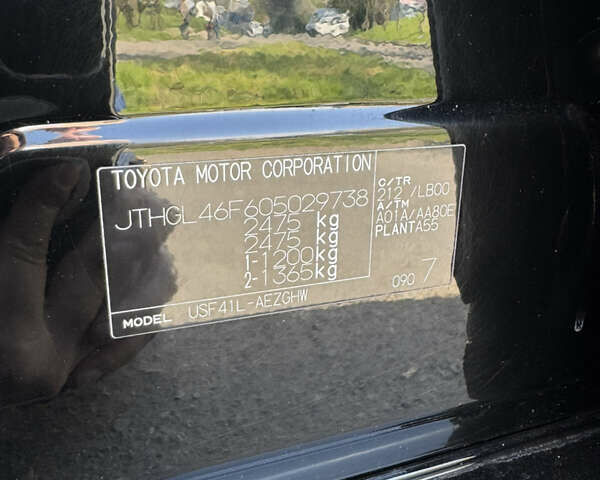 TOYOTA MOTOR CORPORATION
JTHGL46F605029738
2475 kg
2475 kg
1-1200kg
2-1365kg
MODEL USF41L-AEZGHW
C/TR
212 /LB00
A/TM
A01A/AA80E
PLANTA55
090 7